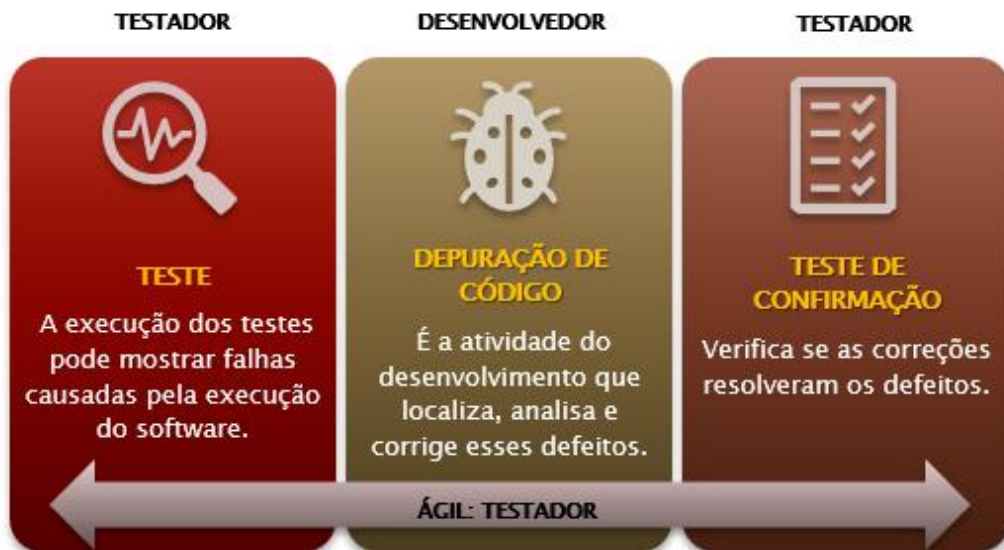 TESTADOR
DESENVOLVEDOR
TESTADOR
TESTE
A execução dos testes
pode mostrar falhas
causadas pela execução
do software.
DEPURAÇÃO DE
CÓDIGO
É a atividade do
desenvolvimento que
localiza, analisa e
corrige esses defeitos.
TESTE DE
CONFIRMAÇÃO
Verifica se as correções
resolveram os defeitos.
ÁGIL: TESTADOR